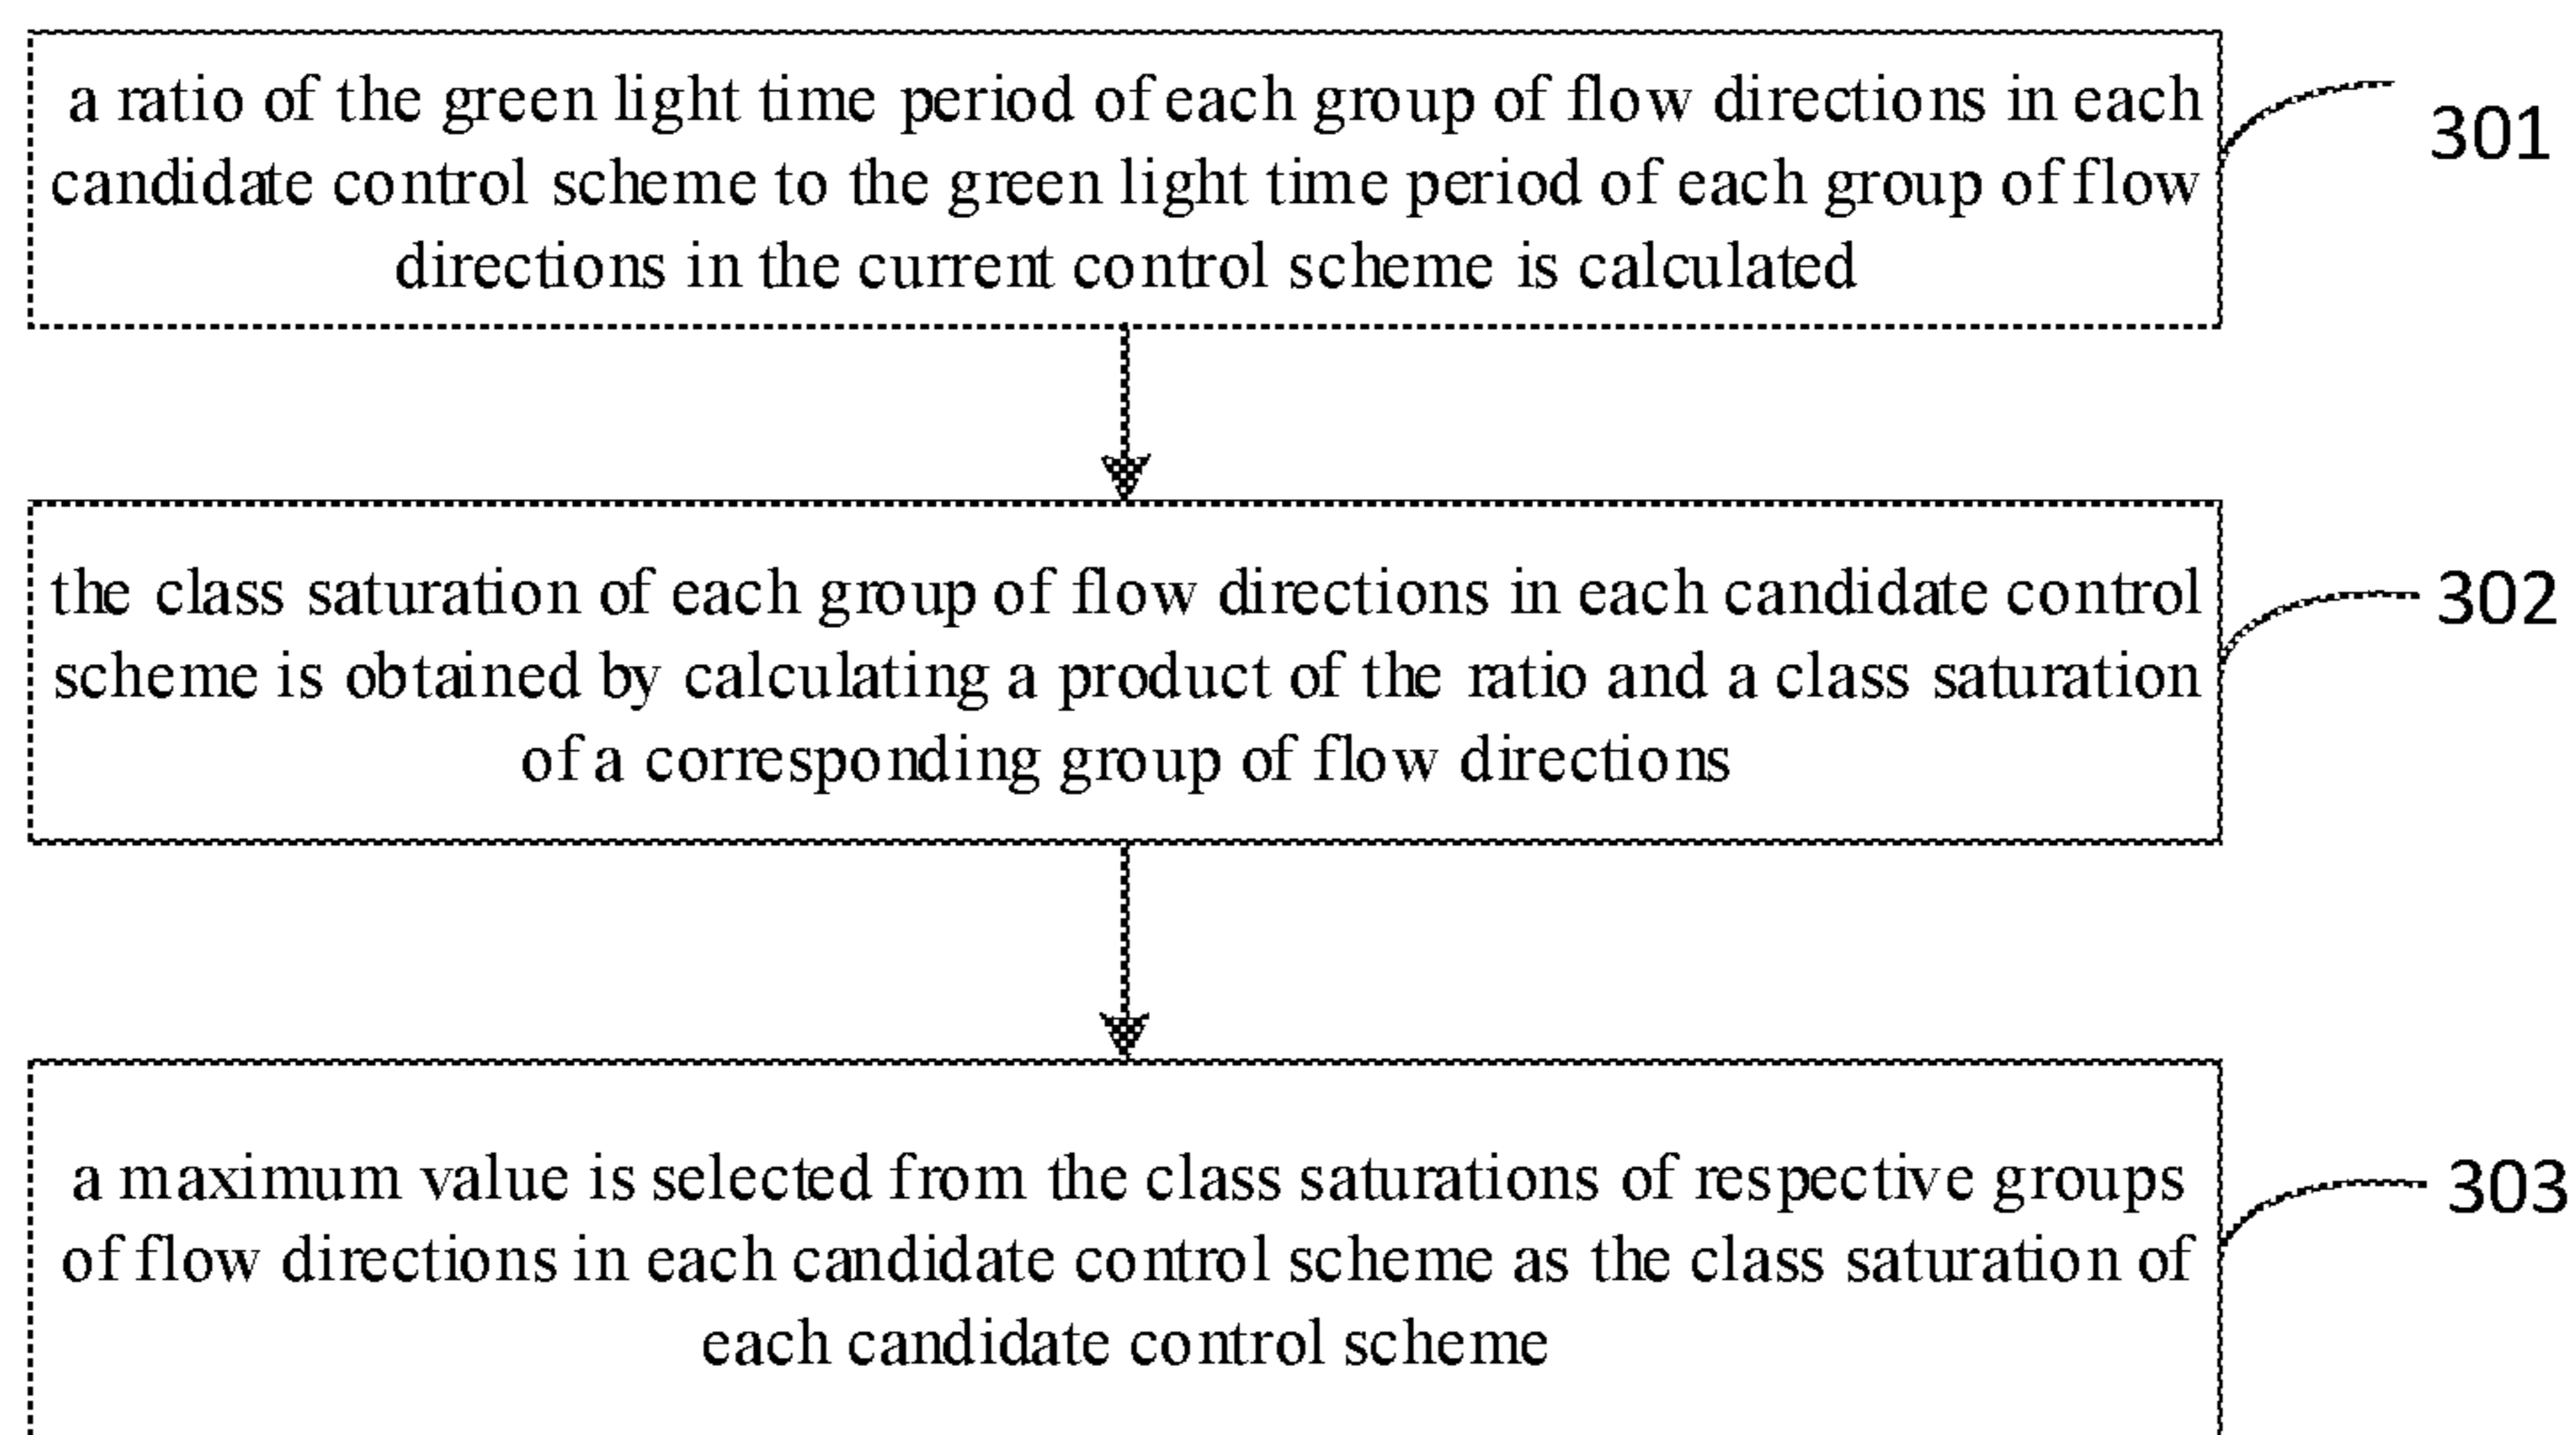 a ratio of the green light time period of each group of flow directions in each
candidate control scheme to the green light time period of each group of flow
directions in the current control scheme is calculated
301
the class saturation of each group of flow directions in each candidate control
scheme is obtained by calculating a product of the ratio and a class saturation
of a corresponding group of flow directions
302
a maximum value is selected from the class saturations of respective groups
of flow directions in each candidate control scheme as the class saturation of
each candidate control scheme
303